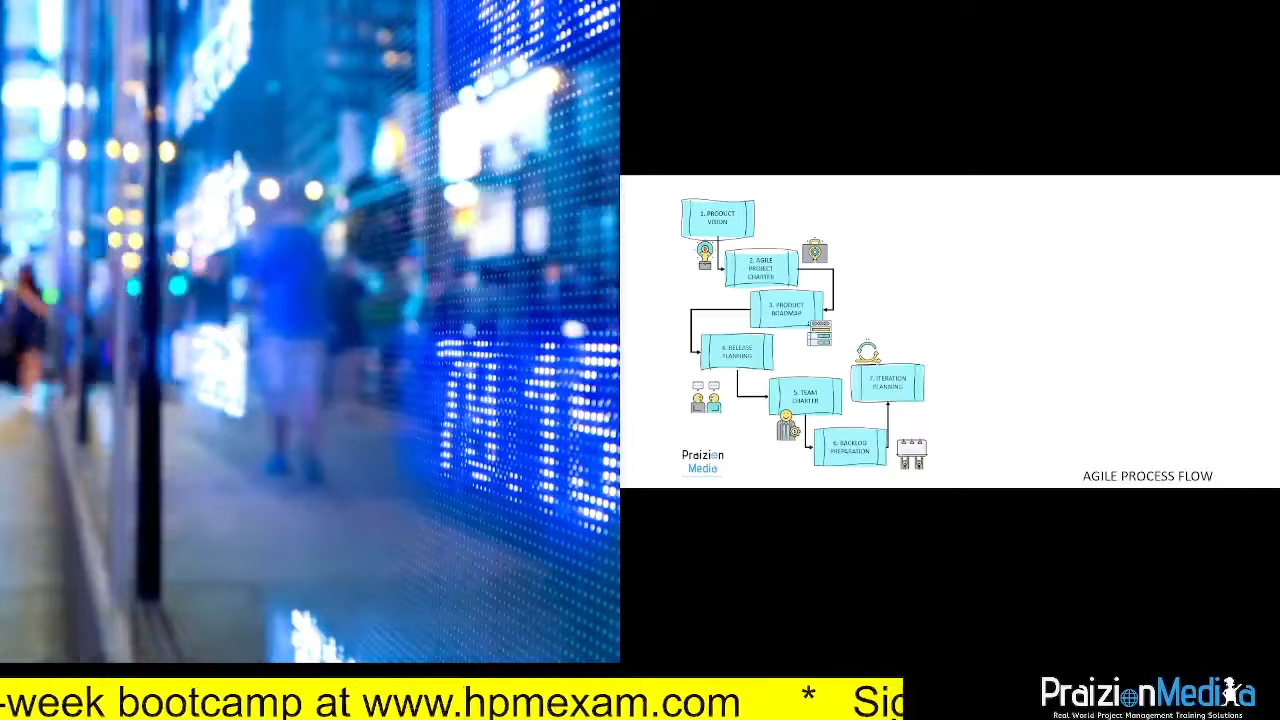 1. PRODUCT
VISION
2. AGILE
PROJECT
CHARTER
3. PRODUCT
ROADMAP
4. RELEASE
PLANNING
5. TEAM
CHARTER
7. ITERATION
PLANNING
6. BACKLOG
PREPARATION
Praizion
Media
AGILE PROCESS FLOW
-week bootcamp at www.hpmexam.com * Sig
PraizionMedia
Real World Project Management Training Solutions